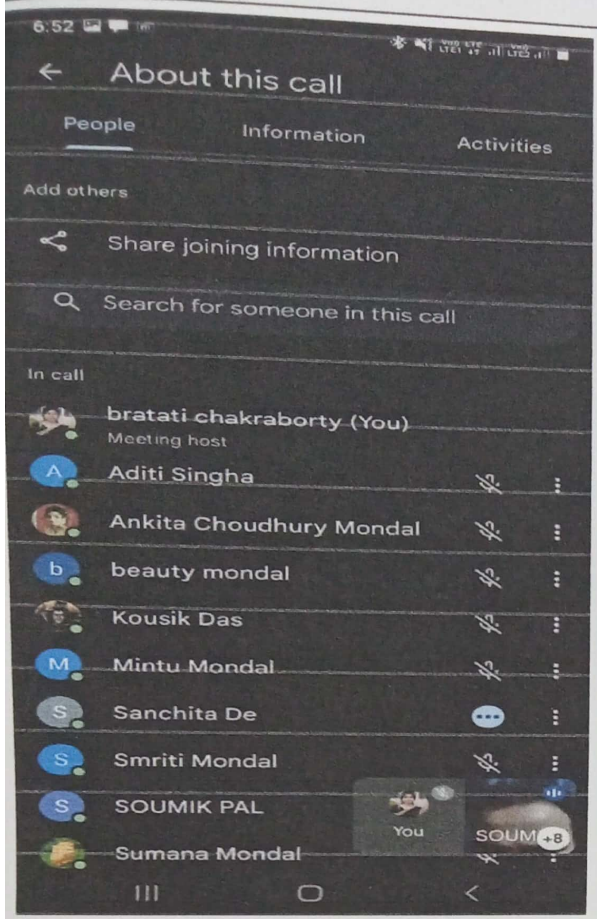 6:52
About this call
People Information Activities
Add others
Share joining information
Search for someone in this call
In call
bratati chakraborty (You)
Meeting host
A Aditi Singha
Ankita Choudhury Mondal
b beauty mondal
Kousik Das
M Mintu Mondal
S Sanchita De
S Smriti Mondal
S SOUMIK PAL
You SOUM +8
Sumana Mondal